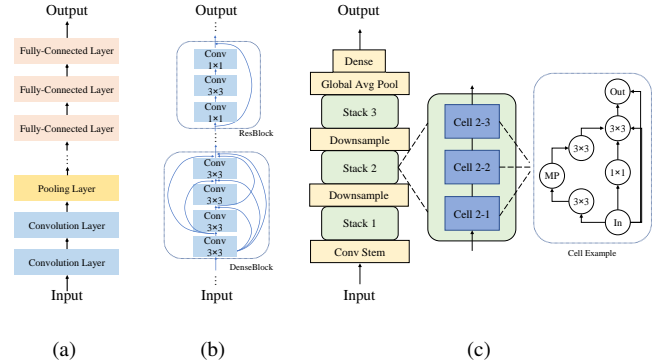 Output
Fully-Connected Layer
Fully-Connected Layer
Fully-Connected Layer
Pooling Layer
Convolution Layer
Convolution Layer
Input
(a)
Conv
1×1
Conv
3×3
Conv
1×1
ResBlock
Conv
3×3
Conv
3×3
Conv
3×3
Conv
3×3
DenseBlock
(b)
Output
Dense
Global Avg Pool
Stack 3
Downsample
Stack 2
Downsample
Stack 1
Conv Stem
Input
Cell 2-3
Cell 2-2
Cell 2-1
Out
3×3
3×3
MP
1×1
3×3
In
Cell Example
(c)
Output
Input